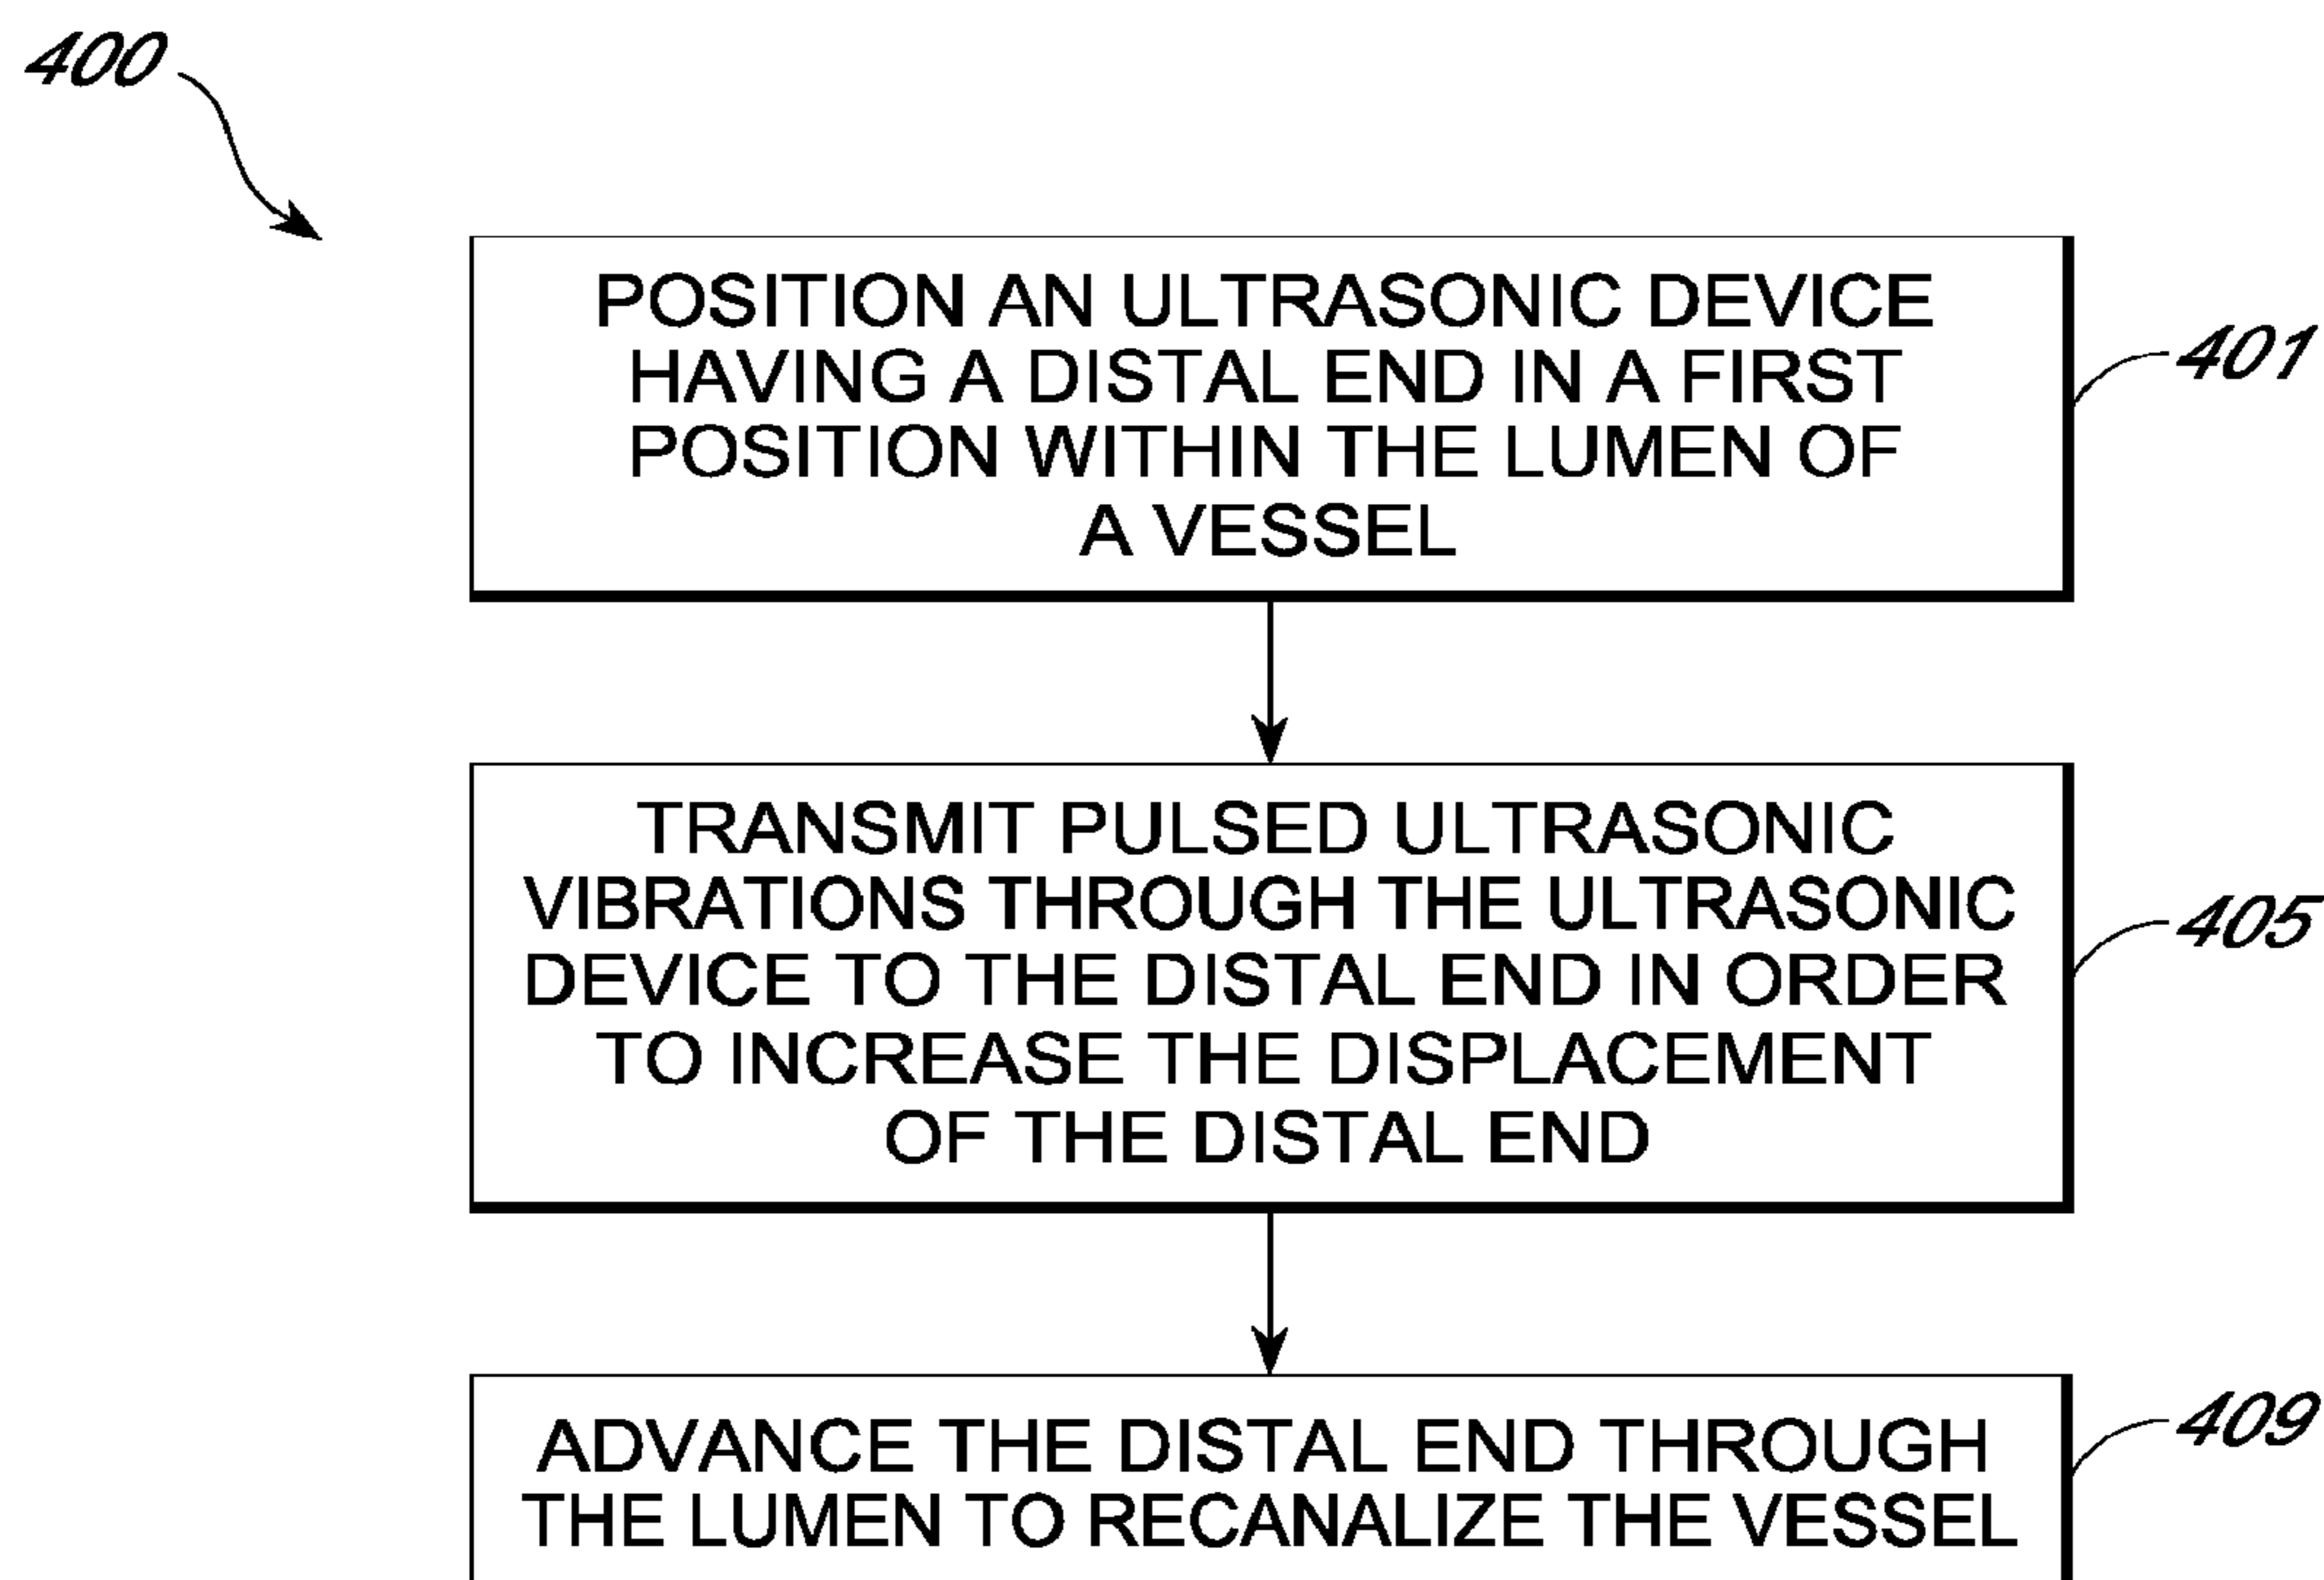 400
POSITION AN ULTRASONIC DEVICE
HAVING A DISTAL END IN A FIRST
POSITION WITHIN THE LUMEN OF
A VESSEL
401
TRANSMIT PULSED ULTRASONIC
VIBRATIONS THROUGH THE ULTRASONIC
DEVICE TO THE DISTAL END IN ORDER
TO INCREASE THE DISPLACEMENT
OF THE DISTAL END
405
ADVANCE THE DISTAL END THROUGH
THE LUMEN TO RECANALIZE THE VESSEL
409